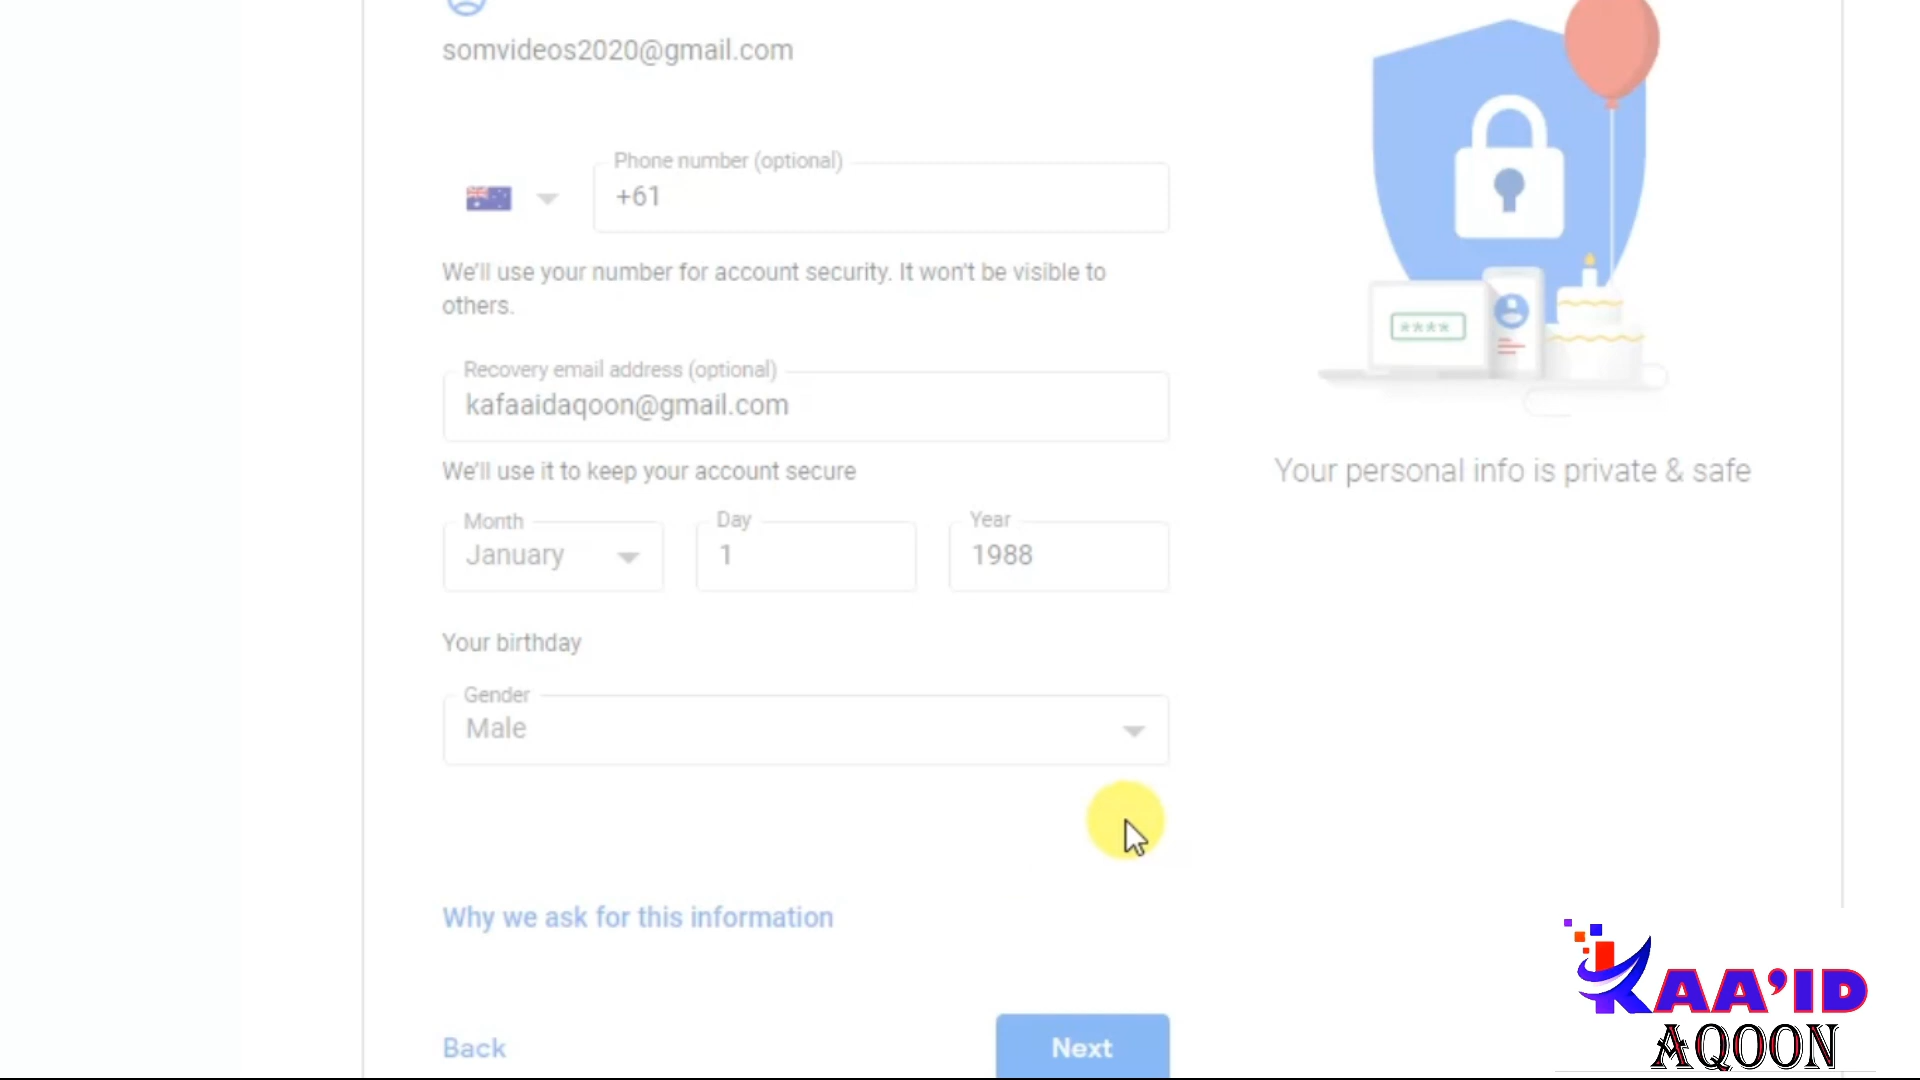 somvideos2020@gmail.com
Phone number (optional)
+61
We'll use your number for account security. It won't be visible to
others.
Recovery email address (optional)
kafaaidaqoon@gmail.com
We'll use it to keep your account secure
Month
January
Day
1
Year
1988
Your birthday
Gender
Male
Why we ask for this information
Back
Next
****
Your personal info is private & safe
KAA'ID
AQOON